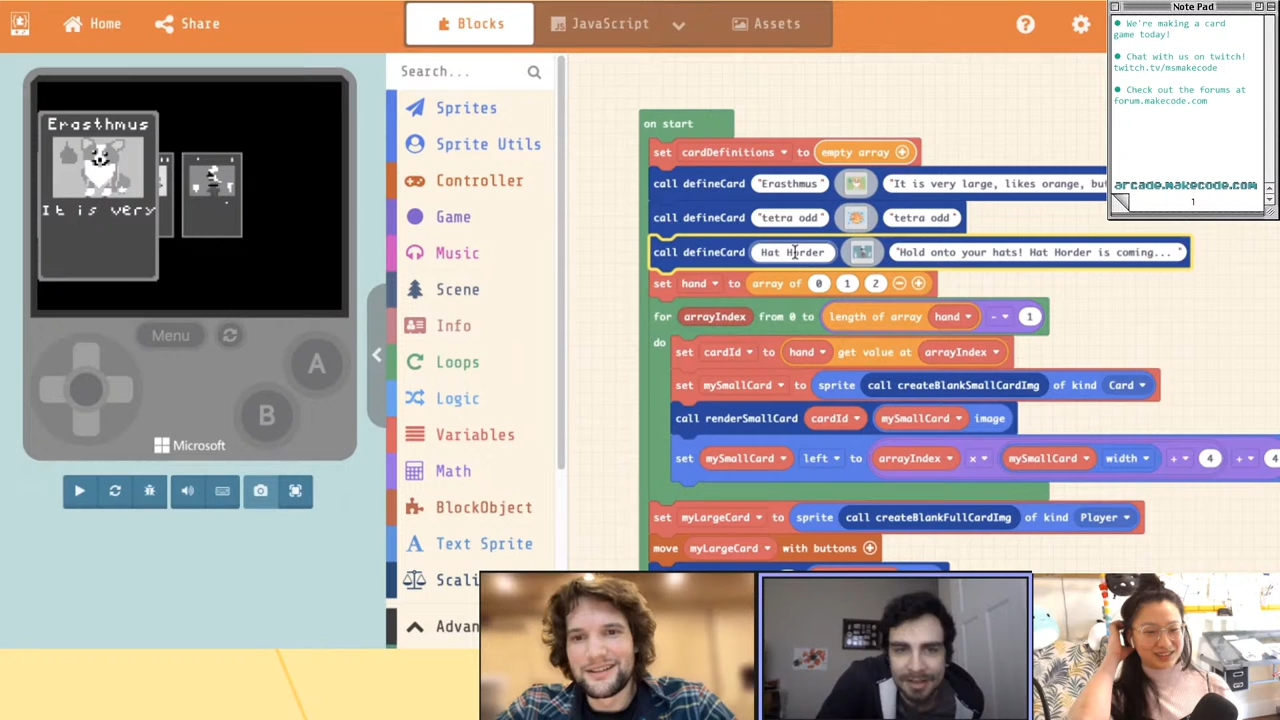 Home
Share
Blocks
JavaScript
Assets
Note Pad
● We're making a card
game today!
● Chat with us on twitch!
twitch.tv/msmakecode
● Check out the forums at
forum.makecode.com
arcade.makecode.com
1
Erasthmus
It is very
Menu
A
B
Microsoft
Search...
Sprites
Sprite Utils
Controller
Game
Music
Scene
Info
Loops
Logic
Variables
Math
BlockObject
Text Sprite
Scali
Advan
on start
set cardDefinitions to empty array
call defineCard "Erasthmus" "It is very large, likes orange, but
call defineCard "tetra odd" "tetra odd"
call defineCard Hat Horder "Hold onto your hats! Hat Horder is coming... "
set hand to array of 0 1 2
for arrayIndex from 0 to length of array hand - 1
do
set cardId to hand get value at arrayIndex
set mySmallCard to sprite call createBlankSmallCardImg of kind Card
call renderSmallCard cardId mySmallCard image
set mySmallCard left to arrayIndex × mySmallCard width + 4 + 4
set myLargeCard to sprite call createBlankFullCardImg of kind Player
move myLargeCard with buttons